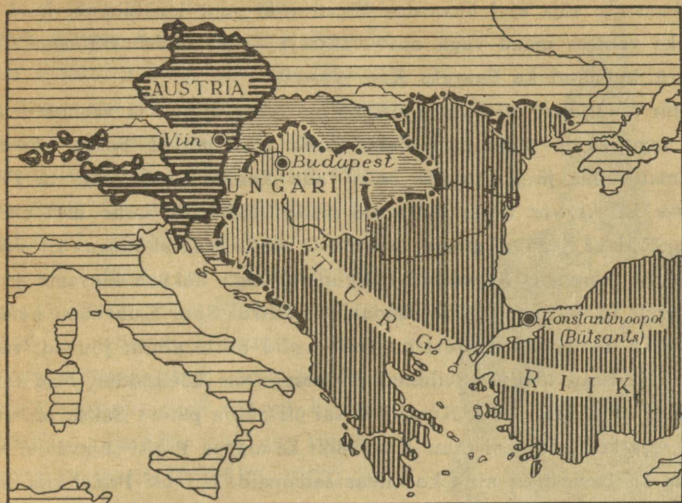 AUSTRIA
Viin
Budapest
UNGARI
TÜRGI RIIK
Konstantinoopol
(Bütsants)